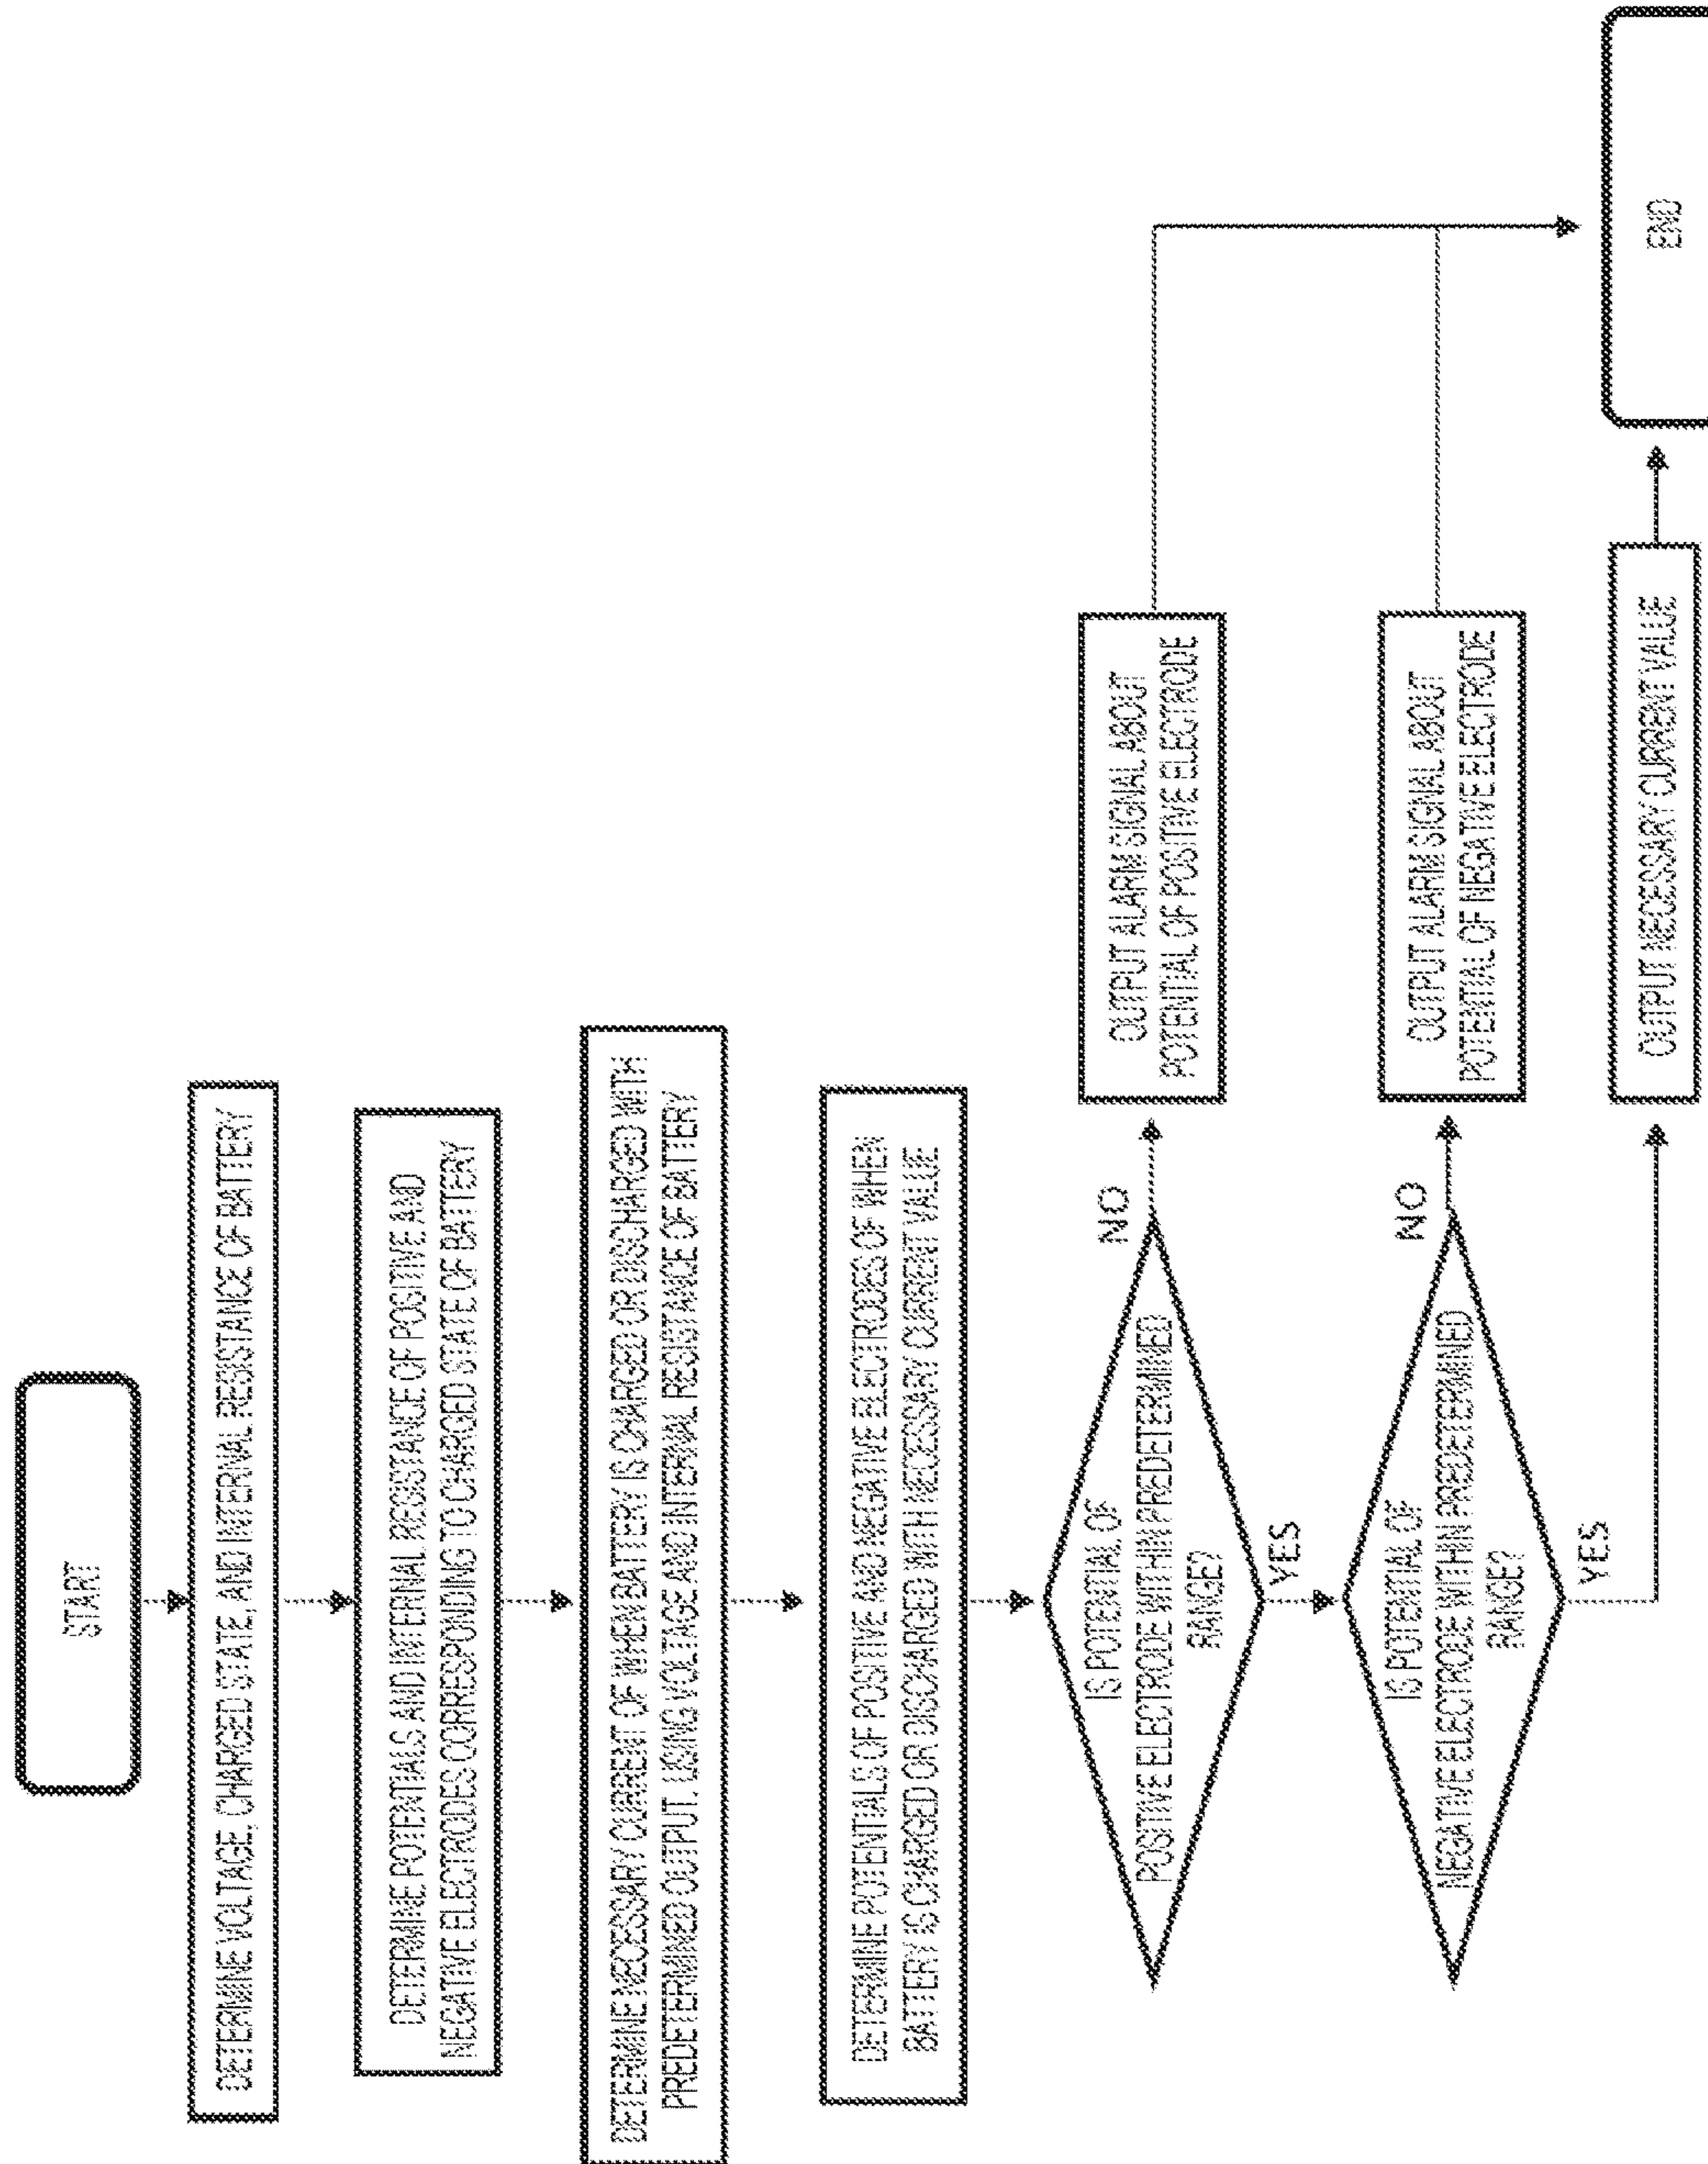 START
DETERMINE VOLTAGE, CHARGED STATE, AND INTERNAL RESISTANCE OF BATTERY
DETERMINE POTENTIALS AND INTERNAL RESISTANCE OF POSITIVE AND
NEGATIVE ELECTRODES CORRESPONDING TO CHARGED STATE OF BATTERY
DETERMINE NECESSARY CURRENT OF WHEN BATTERY IS CHARGED OR DISCHARGED WITH
PREDETERMINED OUTPUT, USING VOLTAGE AND INTERNAL RESISTANCE OF BATTERY
DETERMINE POTENTIALS OF POSITIVE AND NEGATIVE ELECTRODES OF WHEN
BATTERY IS CHARGED OR DISCHARGED WITH NECESSARY CURRENT VALUE
IS POTENTIAL OF
POSITIVE ELECTRODE WITHIN PREDETERMINED
RANGE?
NO
OUTPUT ALARM SIGNAL ABOUT
POTENTIAL OF POSITIVE ELECTRODE
YES
IS POTENTIAL OF
NEGATIVE ELECTRODE WITHIN PREDETERMINED
RANGE?
NO
OUTPUT ALARM SIGNAL ABOUT
POTENTIAL OF NEGATIVE ELECTRODE
YES
OUTPUT NECESSARY CURRENT VALUE
END